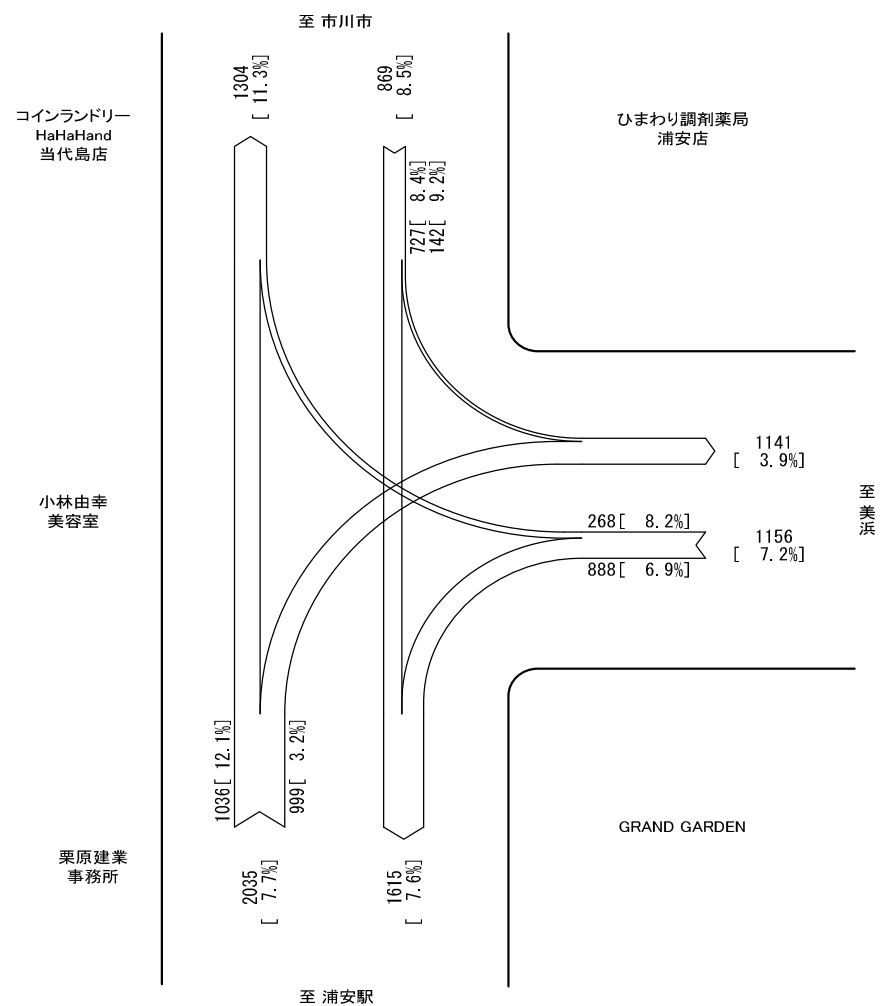 至 市川市
1304
[ 11.3%]
869
[ 8.5%]
コインランドリー
HaHaHand
当代島店
ひまわり調剤薬局
浦安店
727[ 8.4%]
142[ 9.2%]
1141
[ 3.9%]
小林由幸
美容室
至 美浜
268[ 8.2%]
1156
[ 7.2%]
888[ 6.9%]
1036[ 12.1%]
999[ 3.2%]
GRAND GARDEN
栗原建業
事務所
2035
[ 7.7%]
1615
[ 7.6%]
至 浦安駅